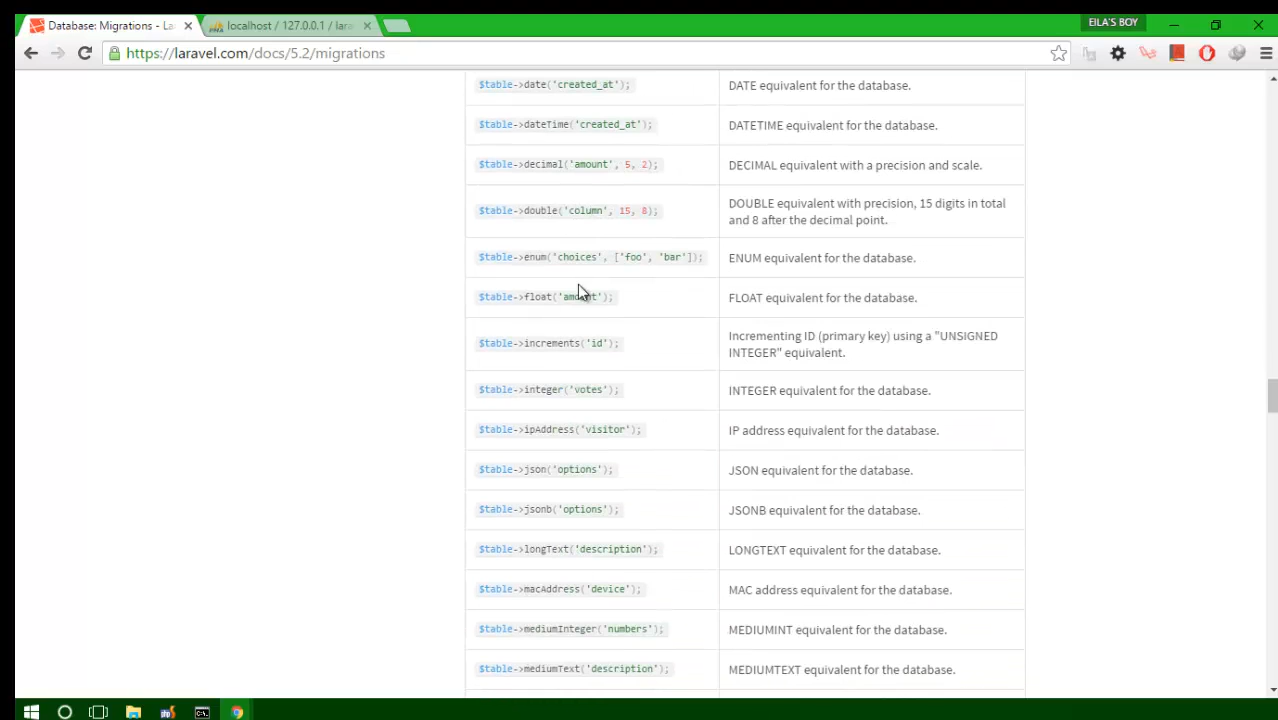 Database: Migrations - La
localhost / 127.0.0.1 / lara
EILA'S BOY
https://laravel.com/docs/5.2/migrations
$table->date('created_at'); DATE equivalent for the database.
$table->dateTime('created_at'); DATETIME equivalent for the database.
$table->decimal('amount', 5, 2); DECIMAL equivalent with a precision and scale.
$table->double('column', 15, 8); DOUBLE equivalent with precision, 15 digits in total
and 8 after the decimal point.
$table->enum('choices', ['foo', 'bar']); ENUM equivalent for the database.
$table->float('amount'); FLOAT equivalent for the database.
$table->increments('id'); Incrementing ID (primary key) using a "UNSIGNED
INTEGER" equivalent.
$table->integer('votes'); INTEGER equivalent for the database.
$table->ipAddress('visitor'); IP address equivalent for the database.
$table->json('options'); JSON equivalent for the database.
$table->jsonb('options'); JSONB equivalent for the database.
$table->longText('description'); LONGTEXT equivalent for the database.
$table->macAddress('device'); MAC address equivalent for the database.
$table->mediumInteger('numbers'); MEDIUMINT equivalent for the database.
$table->mediumText('description'); MEDIUMTEXT equivalent for the database.